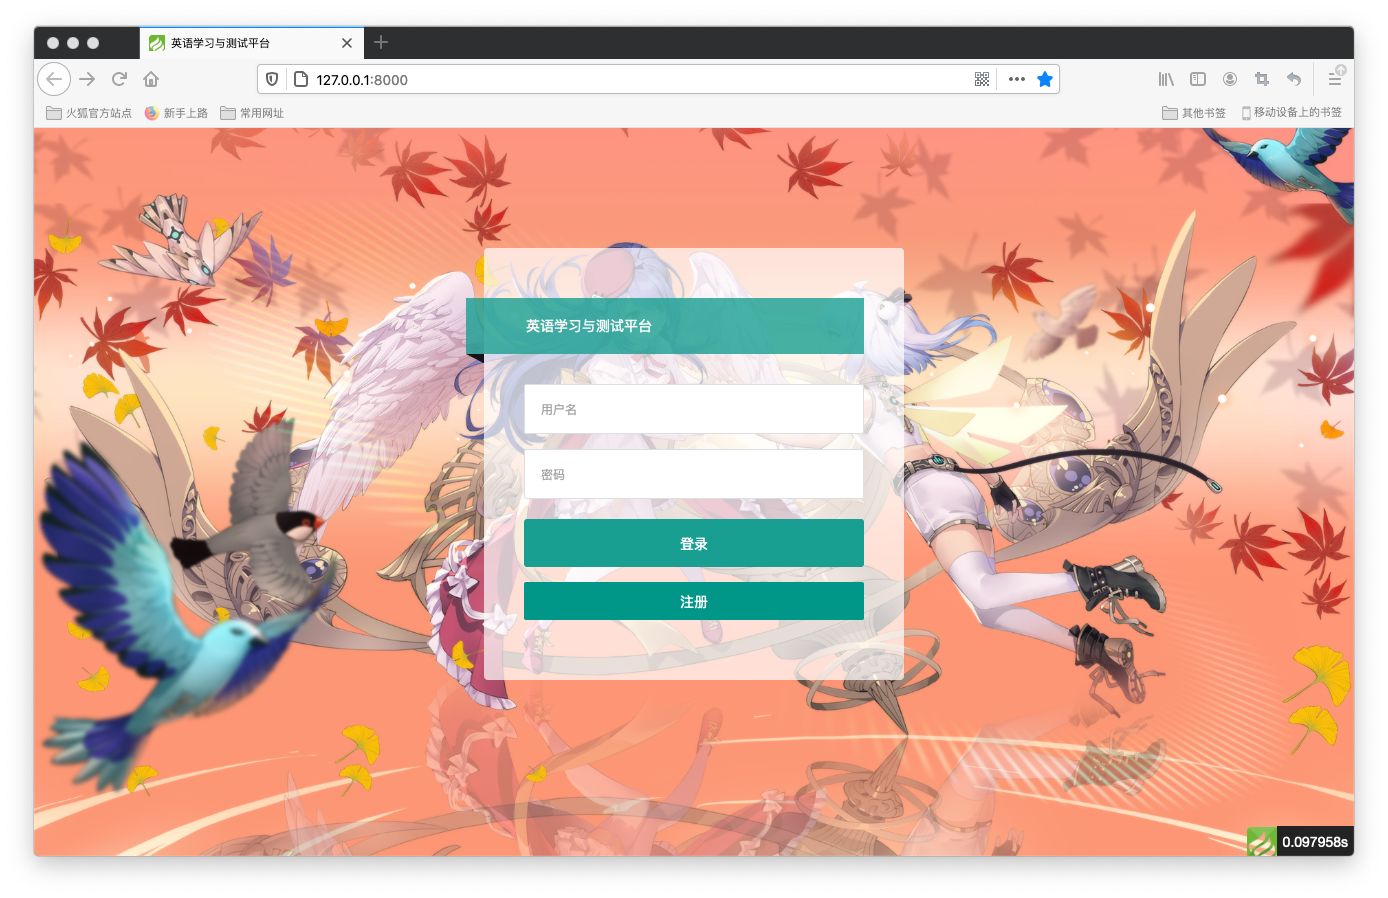 英语学习与测试平台
127.0.0.1:8000
火狐官方站点
新手上路
常用网址
其他书签
移动设备上的书签
英语学习与测试平台
用户名
密码
登录
注册
0.097958s